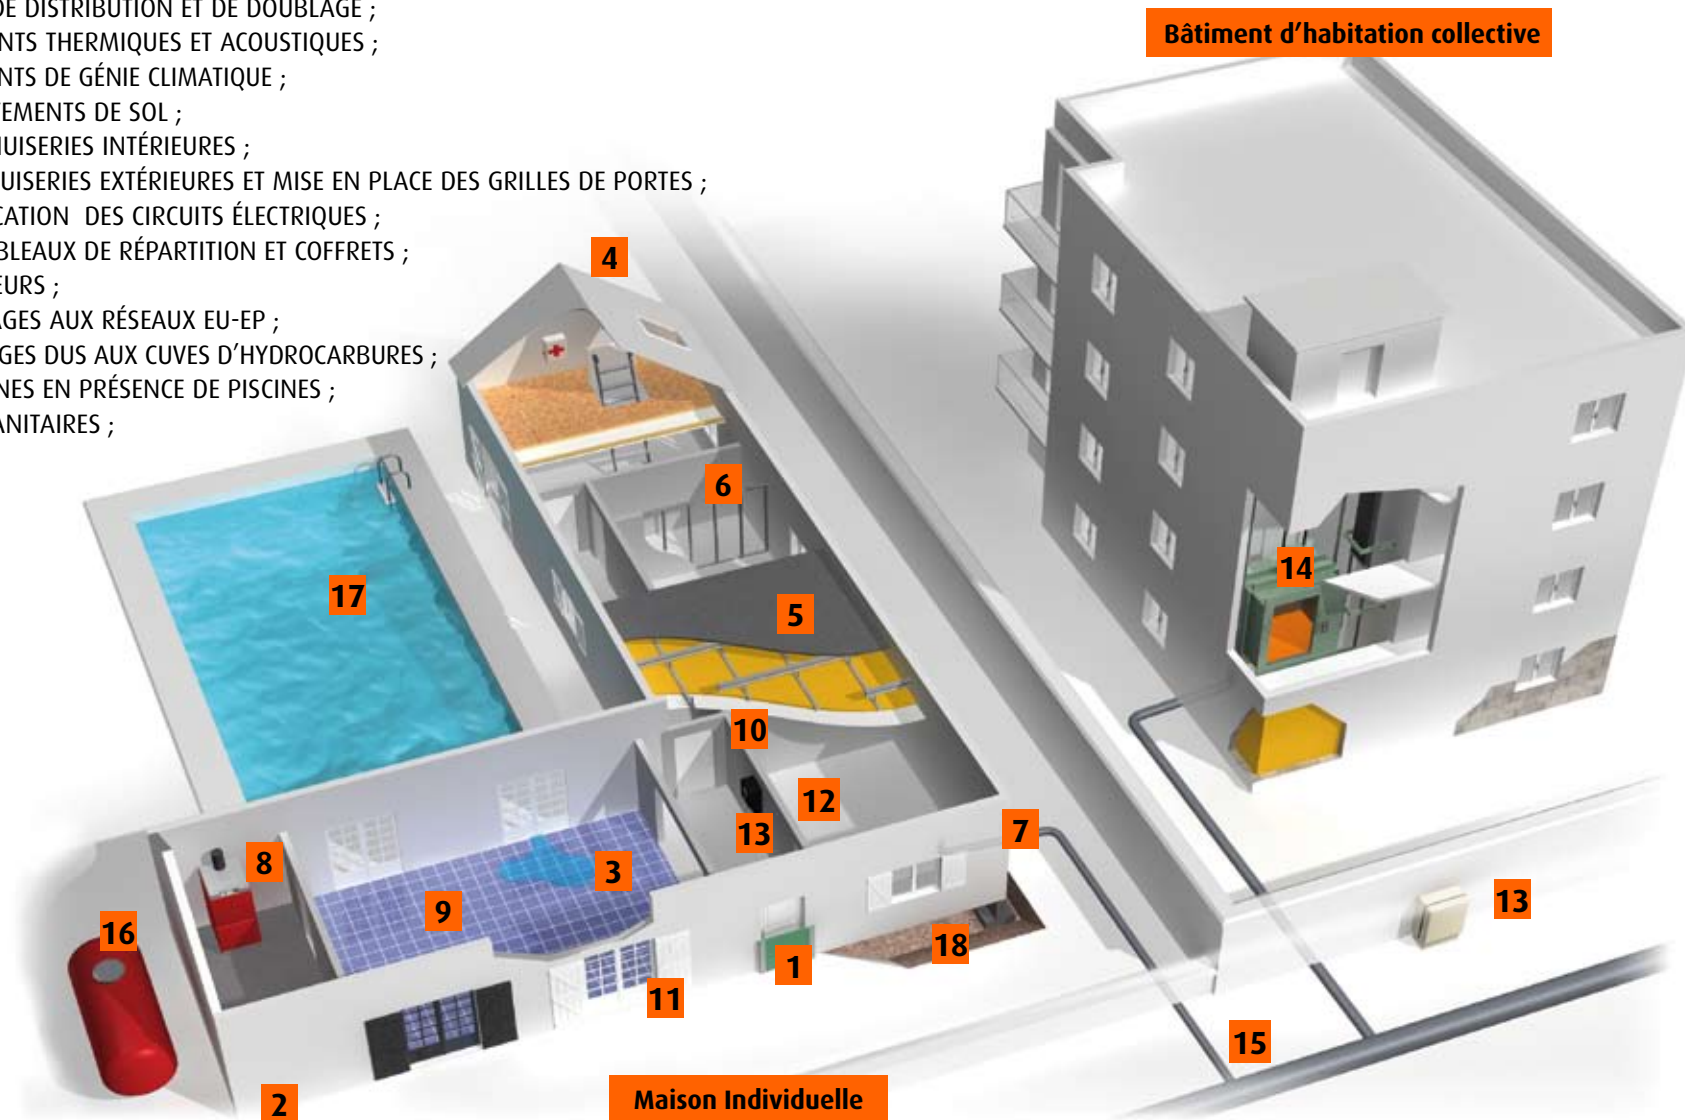 DE DISTRIBUTION ET DE DOUBLAGE ;
NTS THERMIQUES ET ACOUSTIQUES ;
NTS DE GÉNIE CLIMATIQUE ;
TEMENTS DE SOL ;
NUISERIES INTÉRIEURES ;
UISERIES EXTÉRIEURES ET MISE EN PLACE DES GRILLES DE PORTES ;
CATION DES CIRCUITS ÉLECTRIQUES ;
BLEAUX DE RÉPARTITION ET COFFRETS ;
EURS ;
AGES AUX RÉSEAUX EU-EP ;
GES DUS AUX CUVES D'HYDROCARBURES ;
NES EN PRÉSENCE DE PISCINES ;
ANITAIRES ;
Bâtiment d'habitation collective
4
6
14
17
5
10
12
13
7
8
3
9
13
16
18
1
11
15
2
Maison Individuelle